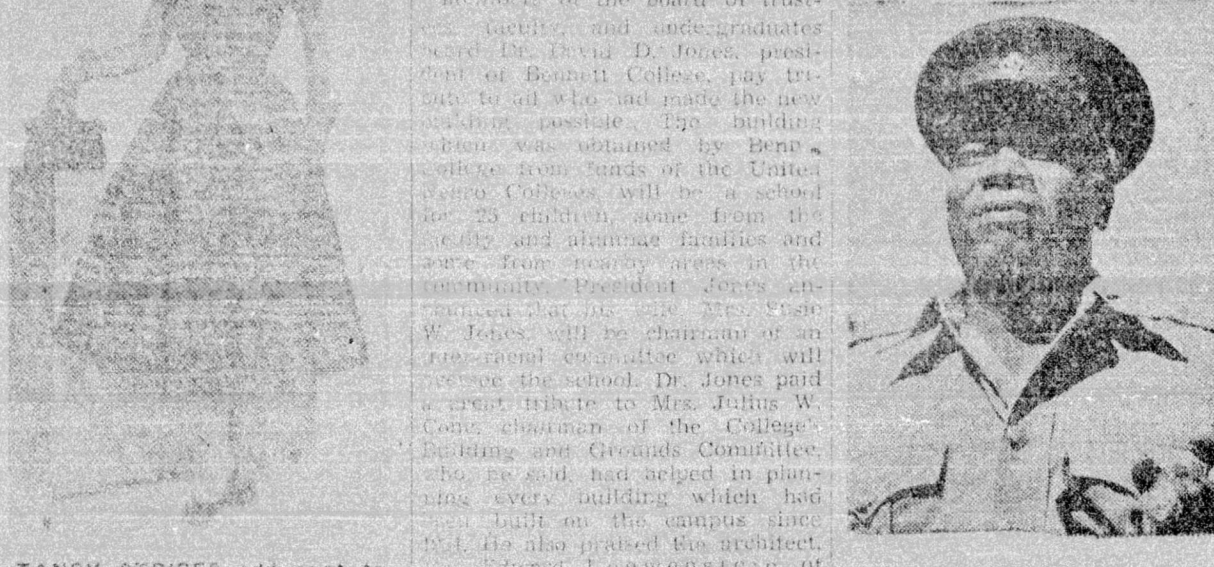 of the board of trust-
faculty, and undergraduates
heard Dr. David D. Jones, presi-
dent of Bennett College, pay tri-
bute to all who had made the new
building possible. The building
which was obtained by Benn
College from funds of the United
Negro Colleges, will be a school
for 25 children, some from the
faculty and alumnae families and
some from nearby areas in the
community. President Jones an-
nounced that his wife Mrs. Susie
W. Jones, will be chairman of an
inter-racial committee which will
oversee the school. Dr. Jones paid
a great tribute to Mrs. Julius W.
Cone, chairman of the College's
Building and Grounds Committee,
who, he said, had helped in plan-
ning every building which had
been built on the campus since
He also praised the architect,
of